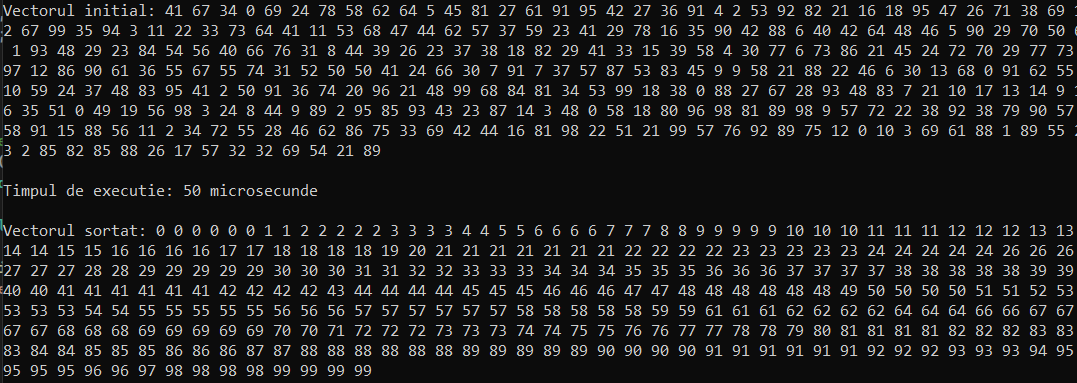 Vectorul initial: 41 67 34 0 69 24 78 58 62 64 5 45 81 27 61 91 95 42 27 36 91 4 2 53 92 82 21 16 18 95 47 26 71 38 69
2 67 99 35 94 3 11 22 33 73 64 41 11 53 68 47 44 62 57 37 59 23 41 29 78 16 35 90 42 88 6 40 42 64 48 46 5 90 29 70 50
1 93 48 29 23 84 54 56 40 66 76 31 8 44 39 26 23 37 38 18 82 29 41 33 15 39 58 4 30 77 6 73 86 21 45 24 72 70 29 77 73
97 12 86 90 61 36 55 67 55 74 31 52 50 50 41 24 66 30 7 91 7 37 57 87 53 83 45 9 9 58 21 88 22 46 6 30 13 68 0 91 62 55
10 59 24 37 48 83 95 41 2 50 91 36 74 20 96 21 48 99 68 84 81 34 53 99 18 38 0 88 27 67 28 93 48 83 7 21 10 17 13 14 9
6 35 51 0 49 19 56 98 3 24 8 44 9 89 2 95 85 93 43 23 87 14 3 48 0 58 18 80 96 98 81 89 98 9 57 72 22 38 92 38 79 90 57
58 91 15 88 56 11 2 34 72 55 28 46 62 86 75 33 69 42 44 16 81 98 22 51 21 99 57 76 92 89 75 12 0 10 3 69 61 88 1 89 55
3 2 85 82 85 88 26 17 57 32 32 69 54 21 89
Timpul de executie: 50 microsecunde
Vectorul sortat: 0 0 0 0 0 0 1 1 2 2 2 2 2 3 3 3 3 4 4 5 5 6 6 6 6 7 7 7 8 8 9 9 9 9 9 10 10 10 11 11 11 12 12 12 13 13
14 14 15 15 16 16 16 17 17 18 18 18 18 19 20 21 21 21 21 21 21 21 22 22 22 22 23 23 23 23 23 24 24 24 24 24 26 26 26
27 27 27 28 28 29 29 29 29 29 30 30 30 31 31 32 32 33 33 33 34 34 34 35 35 35 36 36 36 37 37 37 37 38 38 38 38 38 39 39
40 40 41 41 41 41 41 41 42 42 42 42 43 44 44 44 44 45 45 45 46 46 46 47 47 48 48 48 48 48 48 49 50 50 50 50 51 51 52 53
53 53 53 54 54 55 55 55 55 55 56 56 56 57 57 57 57 57 57 58 58 58 58 58 59 59 61 61 61 62 62 62 62 64 64 64 66 66 67 67
67 67 68 68 68 69 69 69 69 69 70 70 71 72 72 72 73 73 73 74 74 75 75 76 76 77 77 78 78 79 80 81 81 81 81 82 82 82 83 83
83 84 84 85 85 85 86 86 86 87 87 88 88 88 88 88 88 89 89 89 89 89 90 90 90 90 91 91 91 91 91 91 92 92 92 93 93 93 94 95
95 95 95 96 96 97 98 98 98 98 99 99 99 99